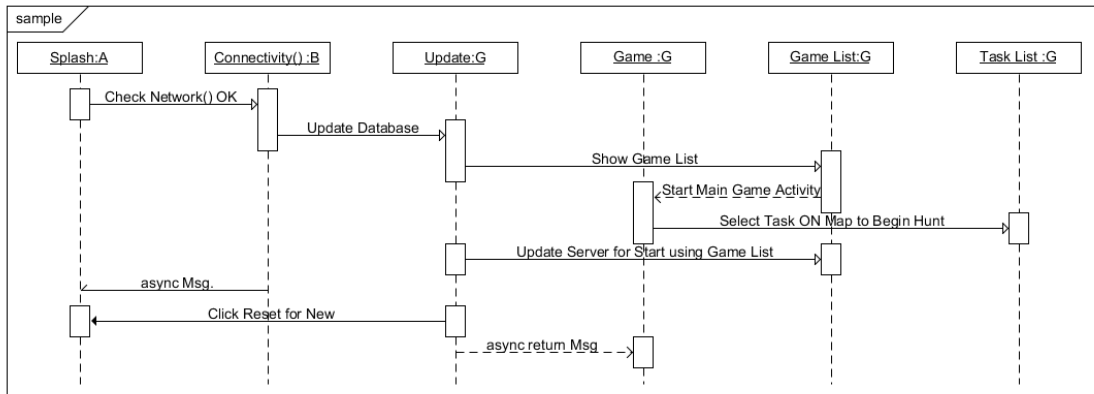 sample
Splash:A
Connectivity() :B
Update:G
Game :G
Game List:G
Task List :G
Check Network() OK
Update Database
Show Game List
Start Main Game Activity
Select Task ON Map to Begin Hunt
Update Server for Start using Game List
async Msg.
Click Reset for New
async return Msg